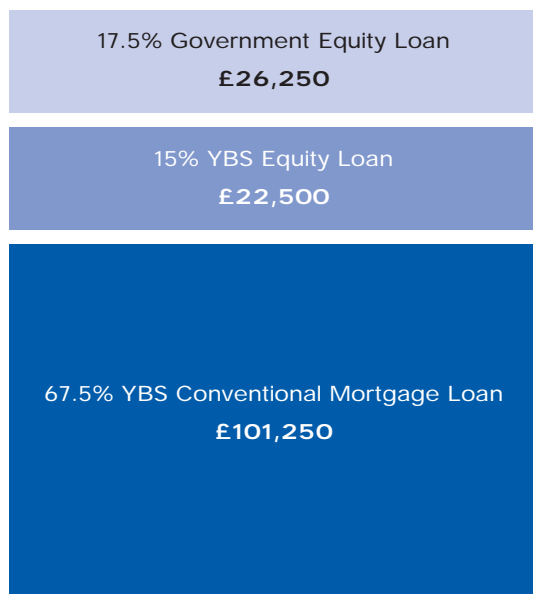 17.5% Government Equity Loan
£26,250
15% YBS Equity Loan
£22,500
67.5% YBS Conventional Mortgage Loan
£101,250